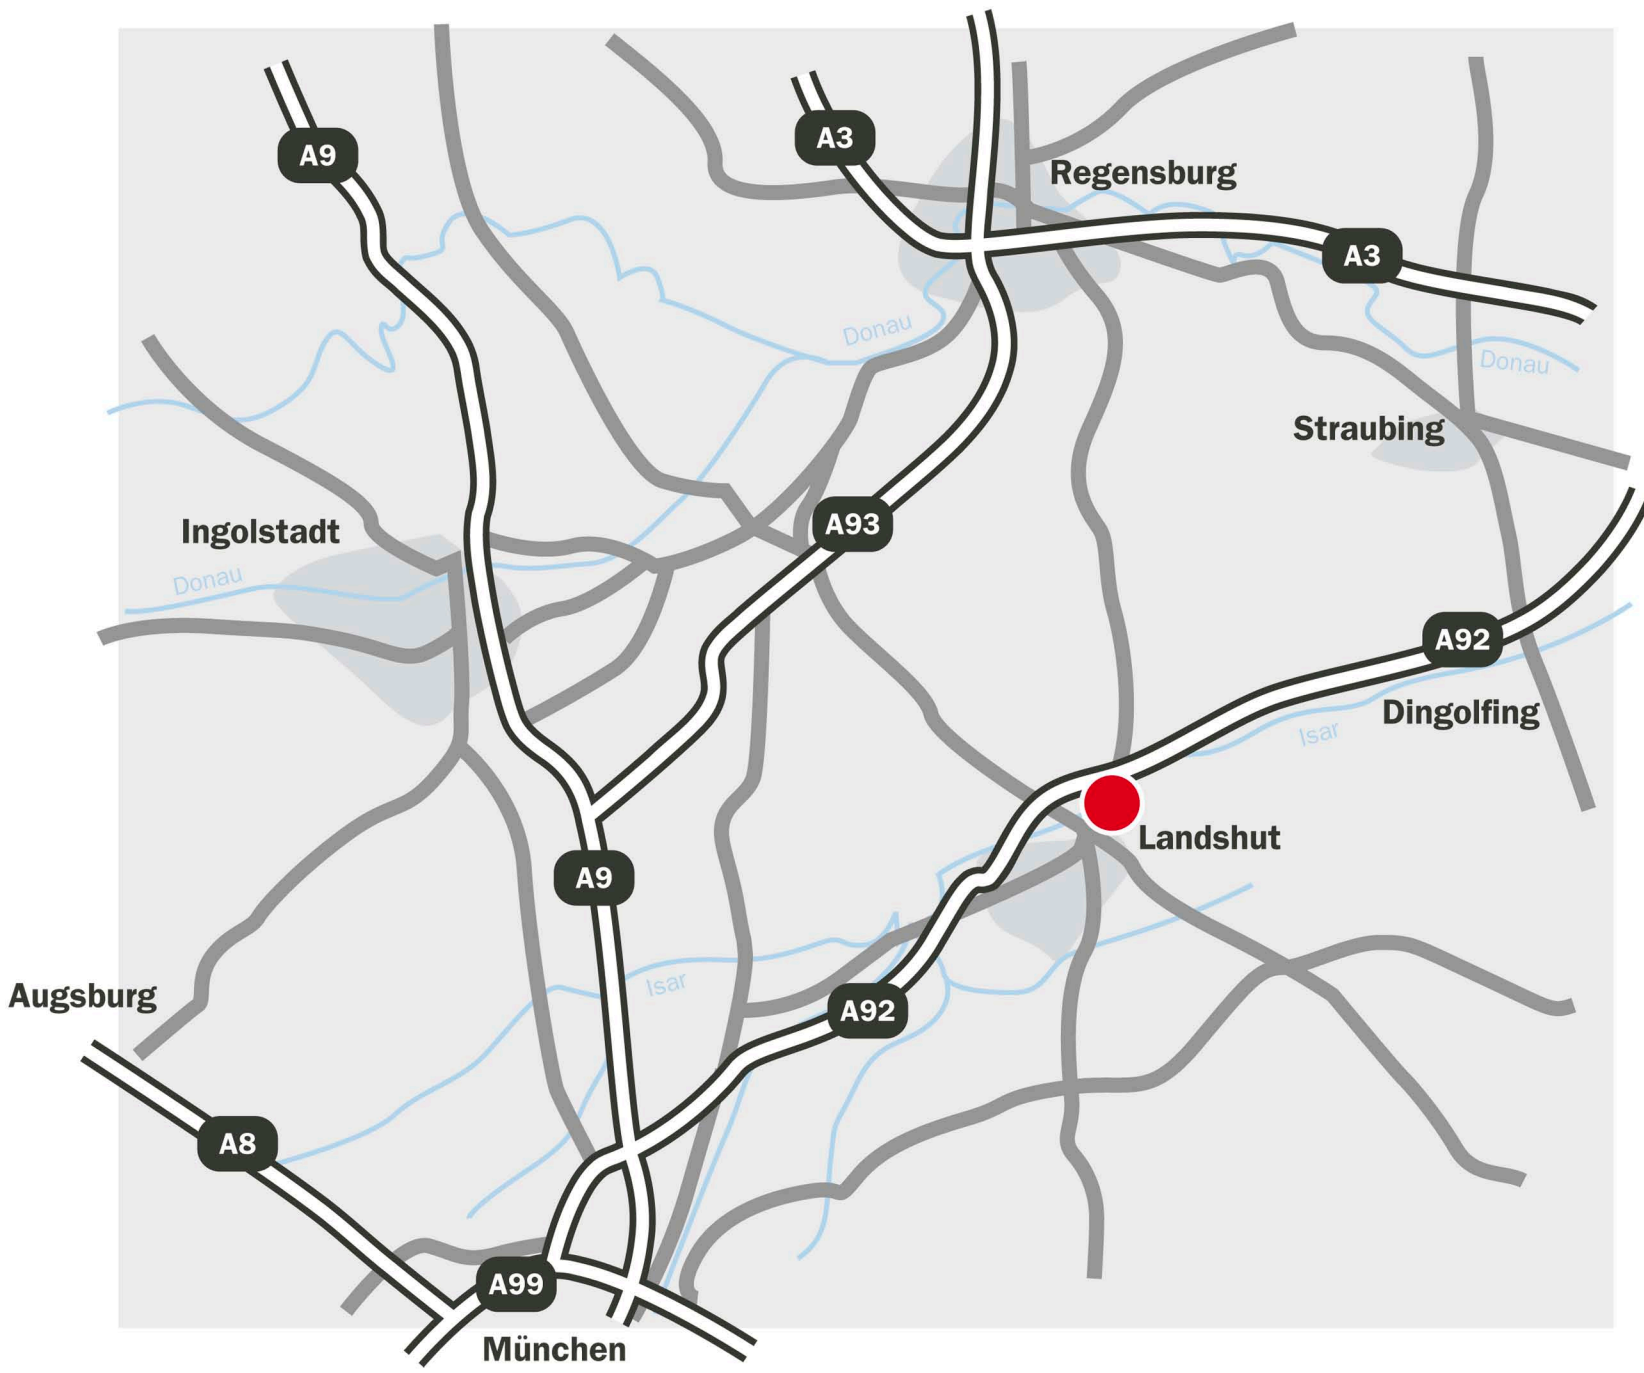 A9
A3
Regensburg
A3
Donau
Donau
Straubing
Ingolstadt
A93
Donau
A92
Dingolfing
Isar
Landshut
A9
Isar
Augsburg
A92
A8
A99
München